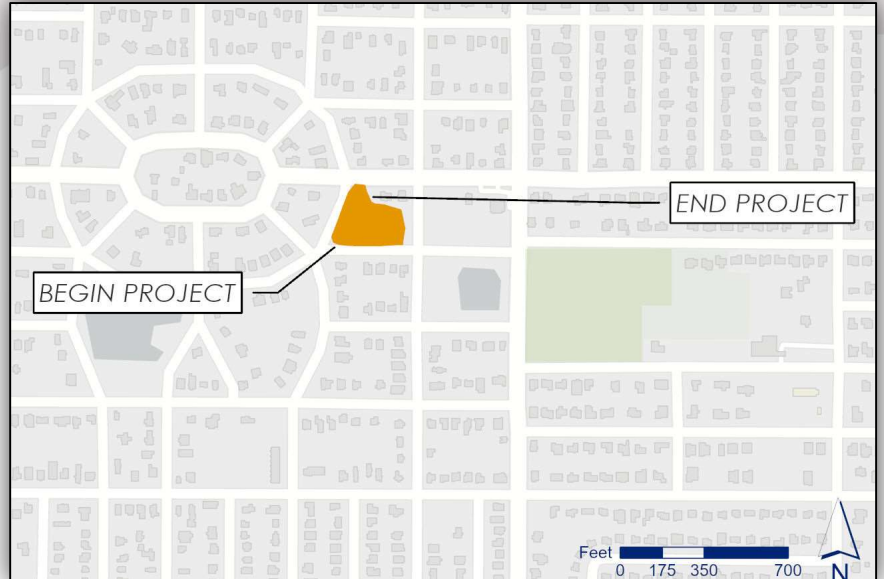 END PROJECT
BEGIN PROJECT
Feet
0 175 350 700
N